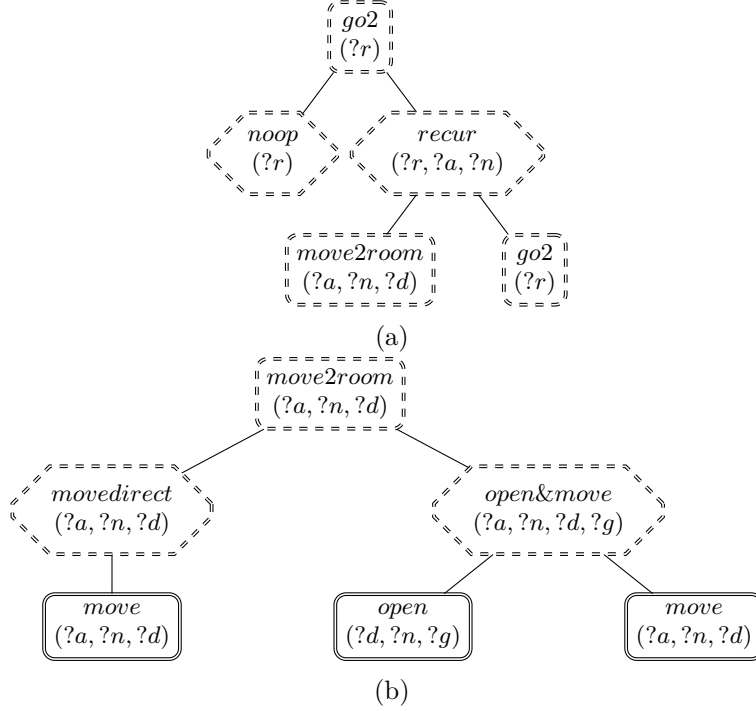 go2
(?r)
noop
(?r)
recur
(?r, ?a, ?n)
move2room
(?a, ?n, ?d)
go2
(?r)
(a)
move2room
(?a, ?n, ?d)
movedirect
(?a, ?n, ?d)
open&move
(?a, ?n, ?d, ?g)
move
(?a, ?n, ?d)
open
(?d, ?n, ?g)
move
(?a, ?n, ?d)
(b)